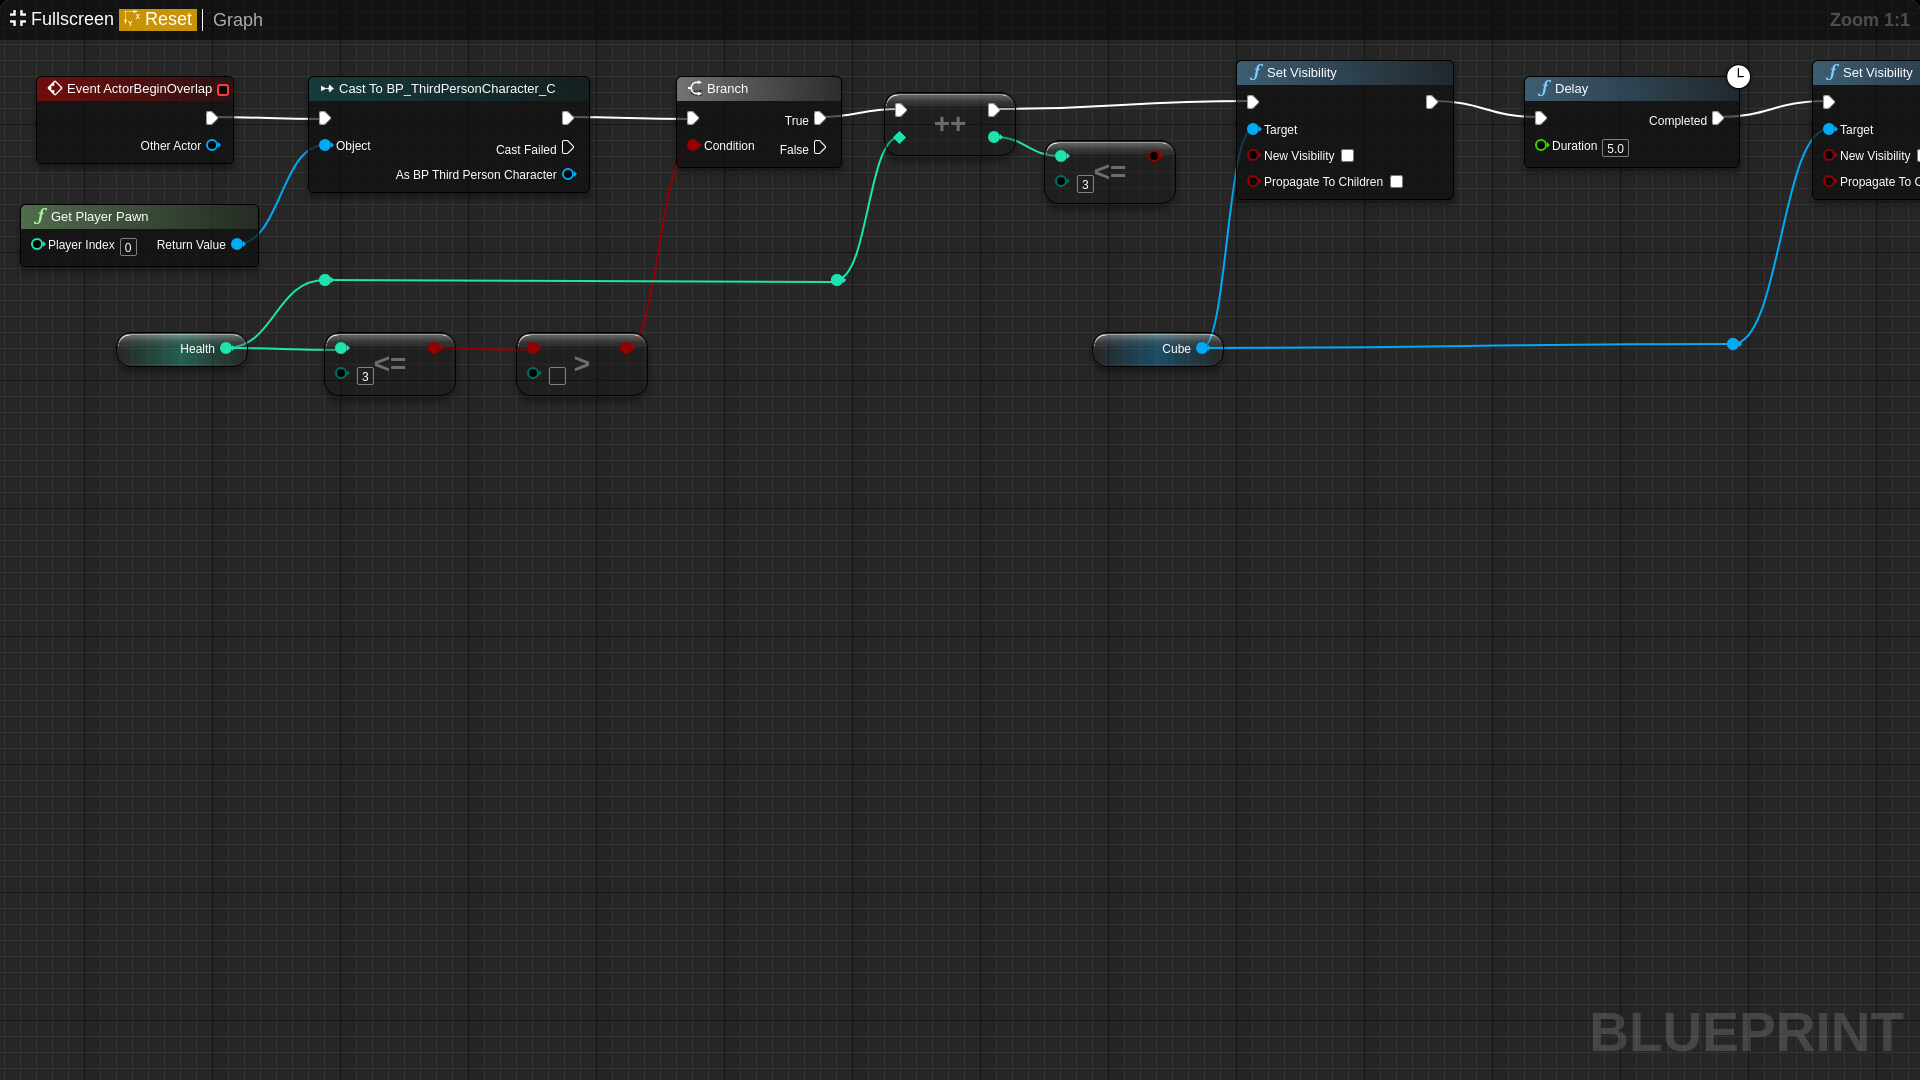 Fullscreen Reset Graph Zoom 1:1
Event ActorBeginOverlap
Other Actor
Get Player Pawn
Player Index 0 Return Value
Cast To BP_ThirdPersonCharacter_C
Object
Cast Failed
As BP Third Person Character
Branch
True
Condition
False
++
3 <=
Set Visibility
Target
New Visibility
Propagate To Children
Delay
Completed
Duration 5.0
Set Visibility
Target
New Visibility
Propagate To C
Health
3 <=
>
Cube
BLUEPRINT